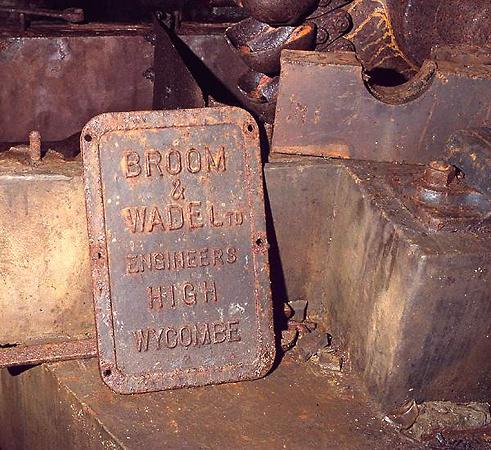 BROOM
&
WADE LTD
ENGINEERS
HIGH
WYCOMBE